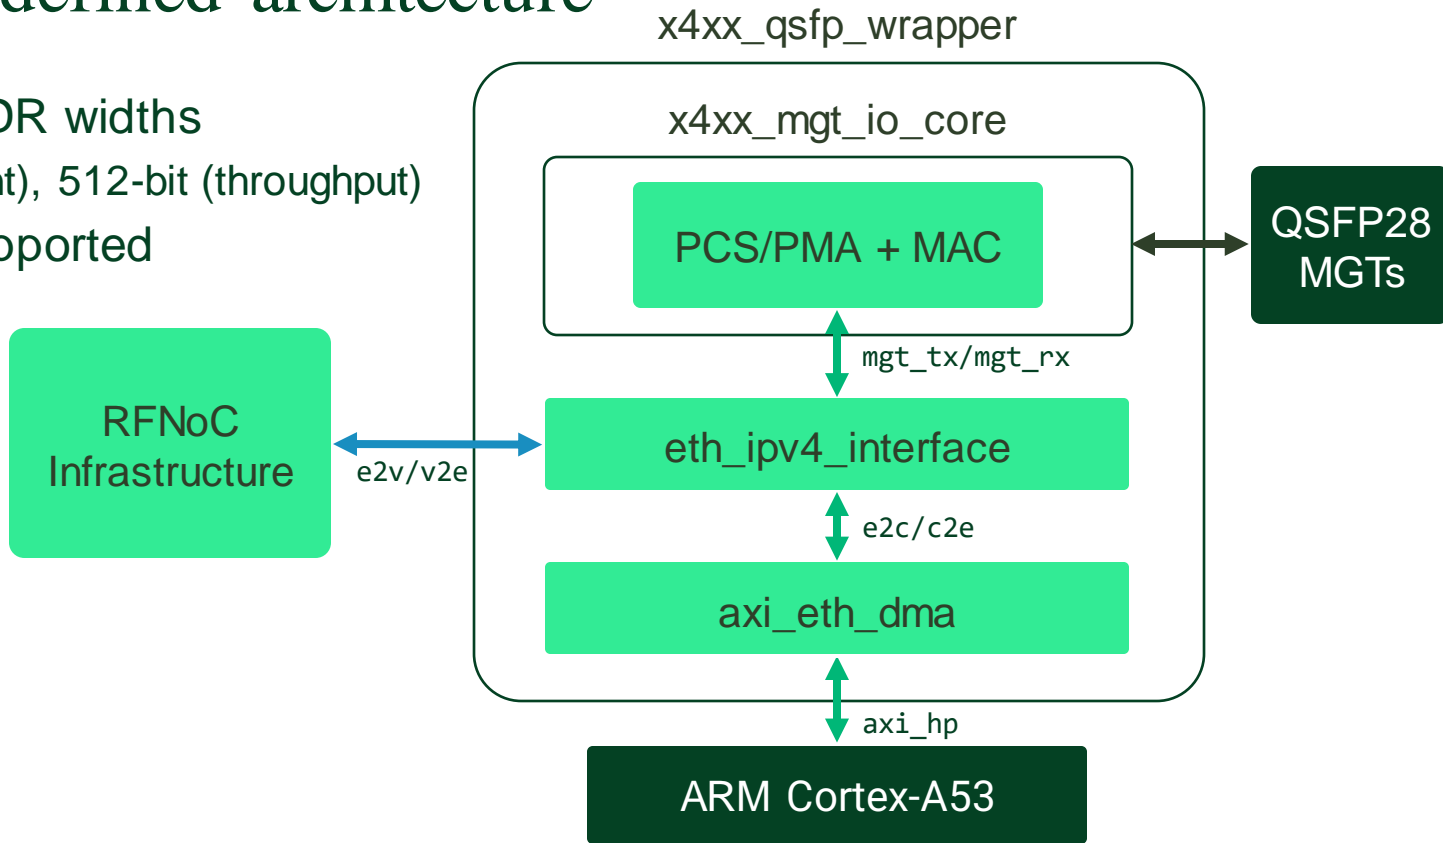 architecture
x4xx_qsfp_wrapper
widths
x4xx_mgt_io_core
512-bit (throughput)
PCS/PMA + MAC
QSFP28
MGTs
mgt_tx/mgt_rx
RFNoC
Infrastructure
e2v/v2e
eth_ipv4_interface
e2c/c2e
axi_eth_dma
axi_hp
ARM Cortex-A53